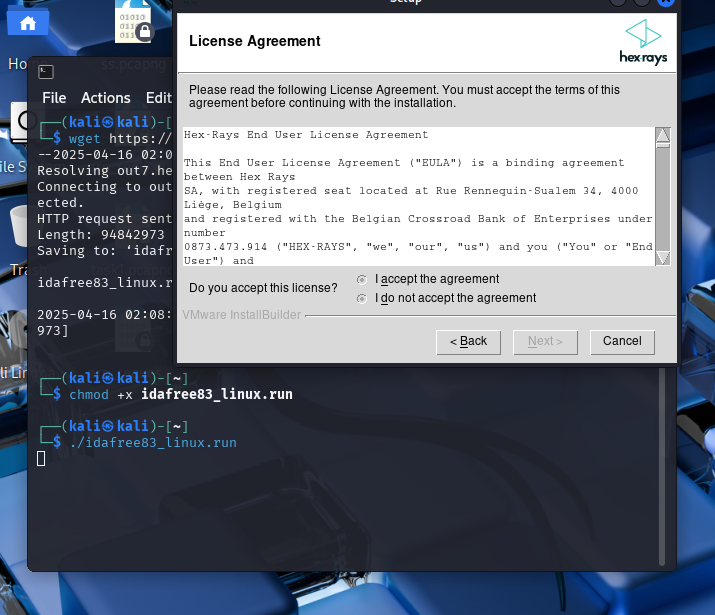 Setup
License Agreement
hex-rays
Please read the following License Agreement. You must accept the terms of this
agreement before continuing with the installation.
Hex-Rays End User License Agreement
This End User License Agreement ("EULA") is a binding agreement
between Hex Rays
SA, with registered seat located at Rue Rennequin-Sualem 34, 4000
Liège, Belgium
and registered with the Belgian Crossroad Bank of Enterprises under
number
0873.473.914 ("HEX-RAYS", "we", "our", "us") and you ("You" or "End
User") and
Do you accept this license?
I accept the agreement
I do not accept the agreement
VMware InstallBuilder
< Back
Next >
Cancel
ss.pcapng
File Actions Edit
┌──(kali㉿kali)-[
└─$ wget https://
--2025-04-16 02:0
Resolving out7.he
Connecting to out
ected.
HTTP request sent
Length: 94842973
Saving to: ‘idafr
idafree83_linux.r
2025-04-16 02:08:
973]
┌──(kali㉿kali)-[~]
└─$ chmod +x idafree83_linux.run
┌──(kali㉿kali)-[~]
└─$ ./idafree83_linux.run